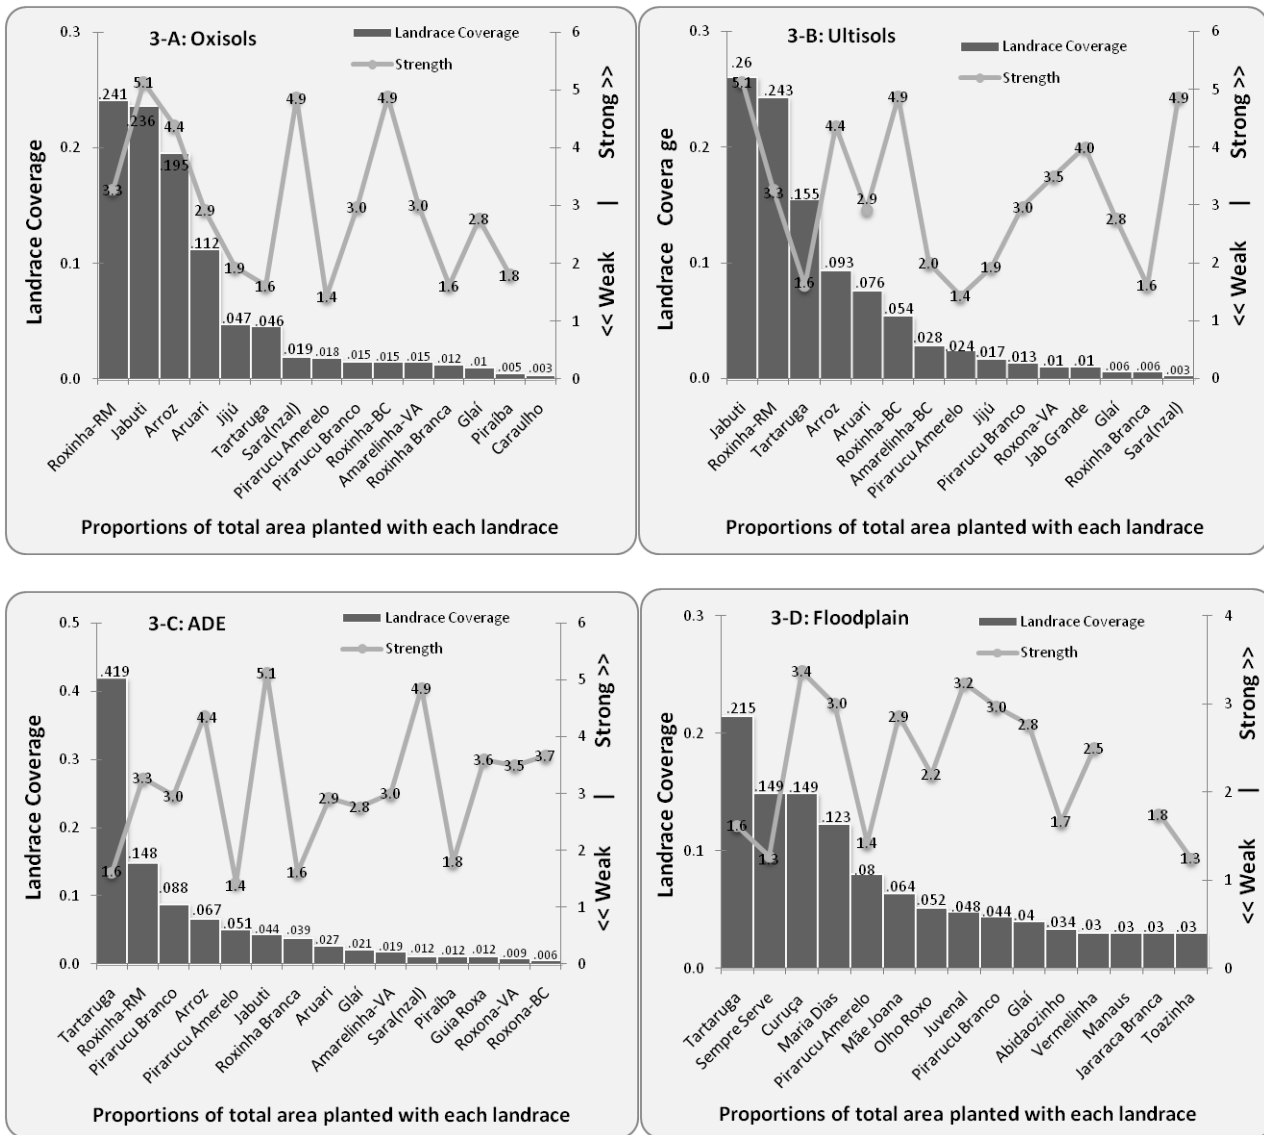 3-A: Oxisols
Landrace Coverage
Strength
Landrace Coverage
0.3
0.2
0.1
0.0
6
5
4
3
2
1
0
<< Weak | Strong >>
.241
.236
.195
.112
.047
.046
.019
.018
.015
.015
.015
.012
.01
.005
.003
3.3
5.1
4.4
2.9
1.9
1.6
4.9
1.4
3.0
4.9
3.0
1.6
2.8
1.8
Roxinha-RM
Jabuti
Arroz
Aruari
Jijú
Tartaruga
Sara(nzal)
Pirarucu Amerelo
Pirarucu Branco
Roxinha-BC
Amarelinha-VA
Roxinha Branca
Glaí
Piraíba
Caraulho
Proportions of total area planted with each landrace
3-B: Ultisols
Landrace Coverage
Strength
Landrace Covera ge
0.3
0.2
0.1
0.0
6
5
4
3
2
1
0
<< Weak | Strong >>
.26
.243
.155
.093
.076
.054
.028
.024
.017
.013
.01
.01
.006
.006
.003
5.1
3.3
1.6
4.4
2.9
4.9
2.0
1.4
1.9
3.0
3.5
4.0
2.8
1.6
4.9
Jabuti
Roxinha-RM
Tartaruga
Arroz
Aruari
Roxinha-BC
Amarelinha-BC
Pirarucu Amerelo
Jijú
Pirarucu Branco
Roxona-VA
Jab Grande
Glaí
Roxinha Branca
Sara(nzal)
Proportions of total area planted with each landrace
3-C: ADE
Landrace Coverage
Strength
Landrace Coverage
0.5
0.4
0.3
0.2
0.1
0.0
6
5
4
3
2
1
0
<< Weak | Strong >>
.419
.148
.088
.067
.051
.044
.039
.027
.021
.019
.012
.012
.012
.009
.006
1.6
3.3
3.0
4.4
1.4
5.1
1.6
2.9
2.8
3.0
4.9
1.8
3.6
3.5
3.7
Tartaruga
Roxinha-RM
Pirarucu Branco
Arroz
Pirarucu Amarelo
Jabuti
Roxinha Branca
Aruari
Glaí
Amarelinha-VA
Sara(nzal)
Piraíba
Guia Roxa
Roxona-VA
Roxona-BC
Proportions of total area planted with each landrace
3-D: Floodplain
Landrace Coverage
Strength
Landrace Coverage
0.3
0.2
0.1
0.0
4
3
2
1
0
<< Weak | Strong >>
.215
.149
.149
.123
.08
.064
.052
.048
.044
.04
.034
.03
.03
.03
.03
1.6
1.3
3.4
3.0
1.4
2.9
2.2
3.2
3.0
2.8
1.7
2.5
1.8
1.3
Tartaruga
Sempre Serve
Curuça
Maria Dias
Pirarucu Amerelo
Mãe Joana
Olho Roxo
Juvenal
Pirarucu Branco
Glaí
Abidaozinho
Vermelinha
Manaus
Jararaca Branca
Toazinha
Proportions of total area planted with each landrace